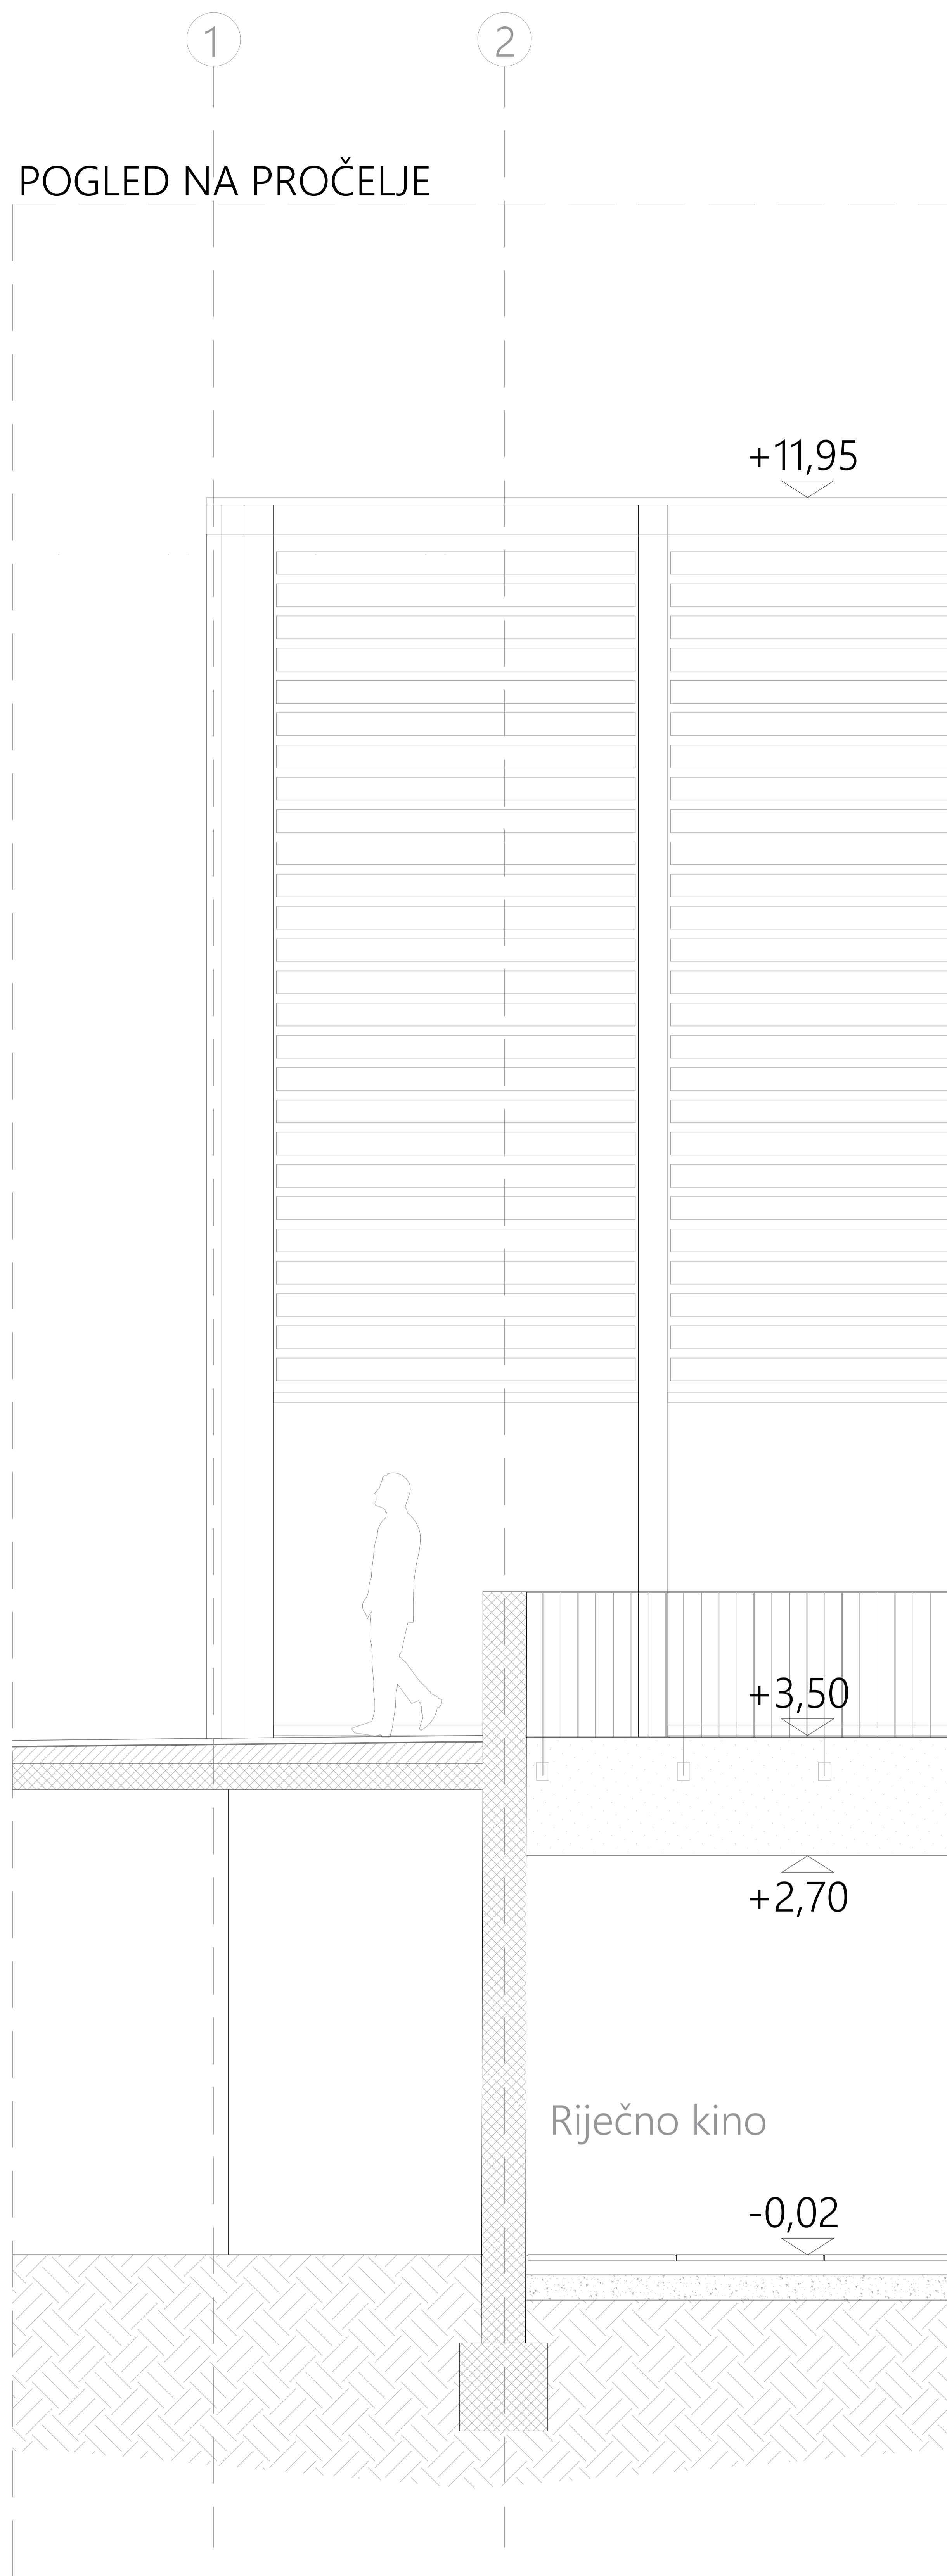 1 2
POGLED NA PROČELJE
+11,95
+3,50
+2,70
Riječno kino
-0,02